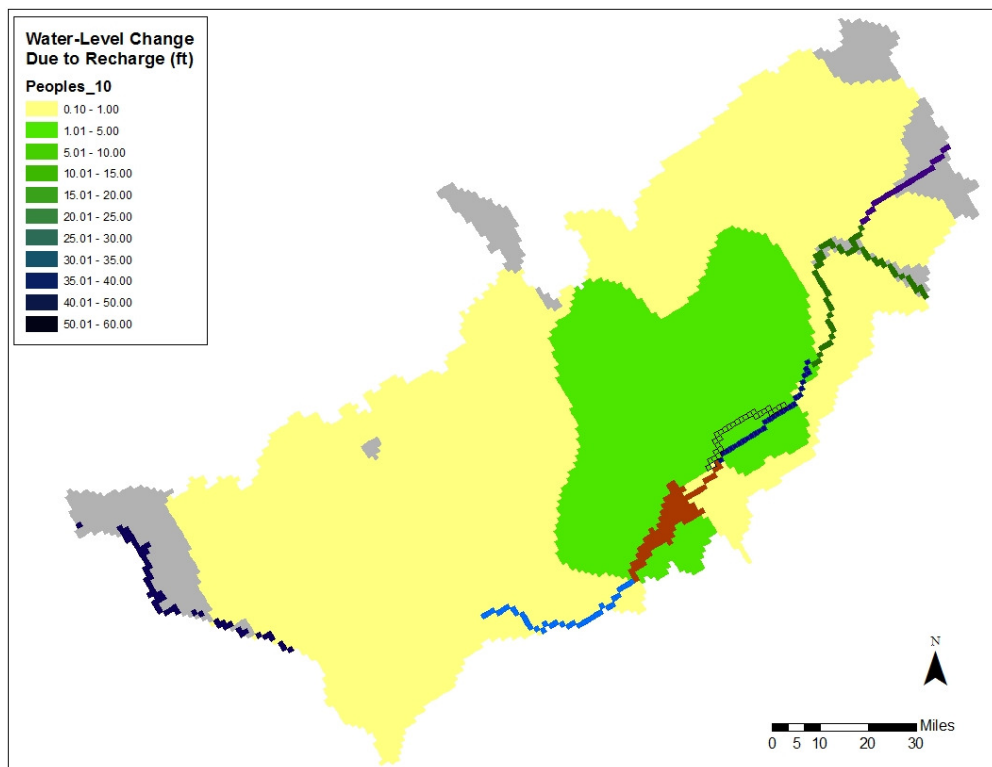 Water-Level Change
Due to Recharge (ft)
Peoples_10
0.10 - 1.00
1.01 - 5.00
5.01 - 10.00
10.01 - 15.00
15.01 - 20.00
20.01 - 25.00
25.01 - 30.00
30.01 - 35.00
35.01 - 40.00
40.01 - 50.00
50.01 - 60.00
N
Miles
0 5 10 20 30